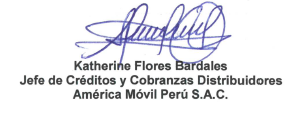 Katherine Flores Bardales
Jefe de Créditos y Cobranzas Distribuidores
América Móvil Perú S.A.C.